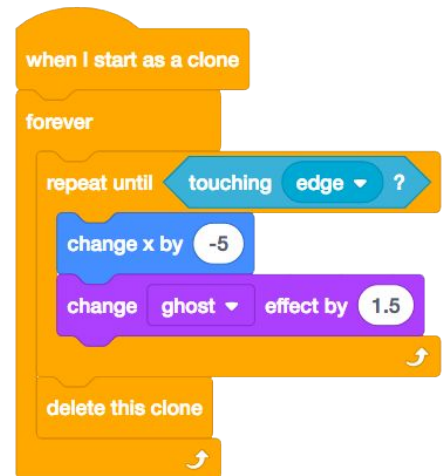 when I start as a clone
forever
repeat until touching edge ?
change x by -5
change ghost effect by 1.5
delete this clone